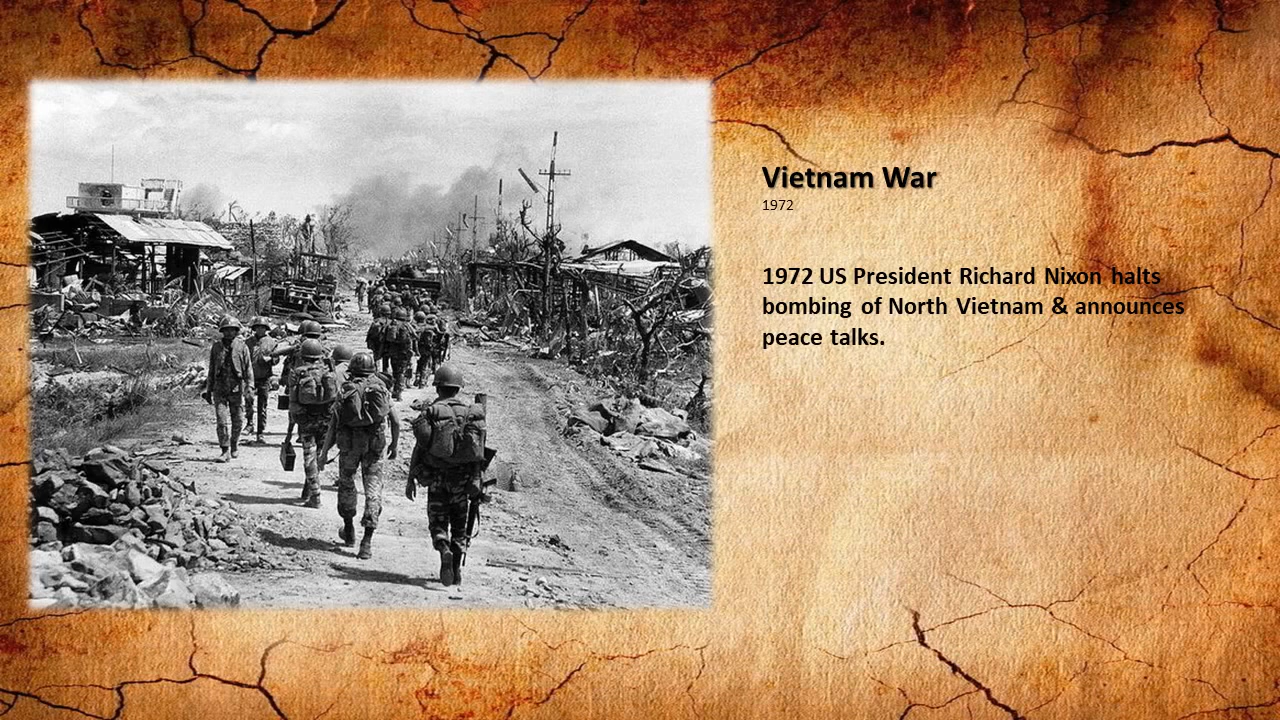 Vietnam War
1972
1972 US President Richard Nixon halts
bombing of North Vietnam & announces
peace talks.